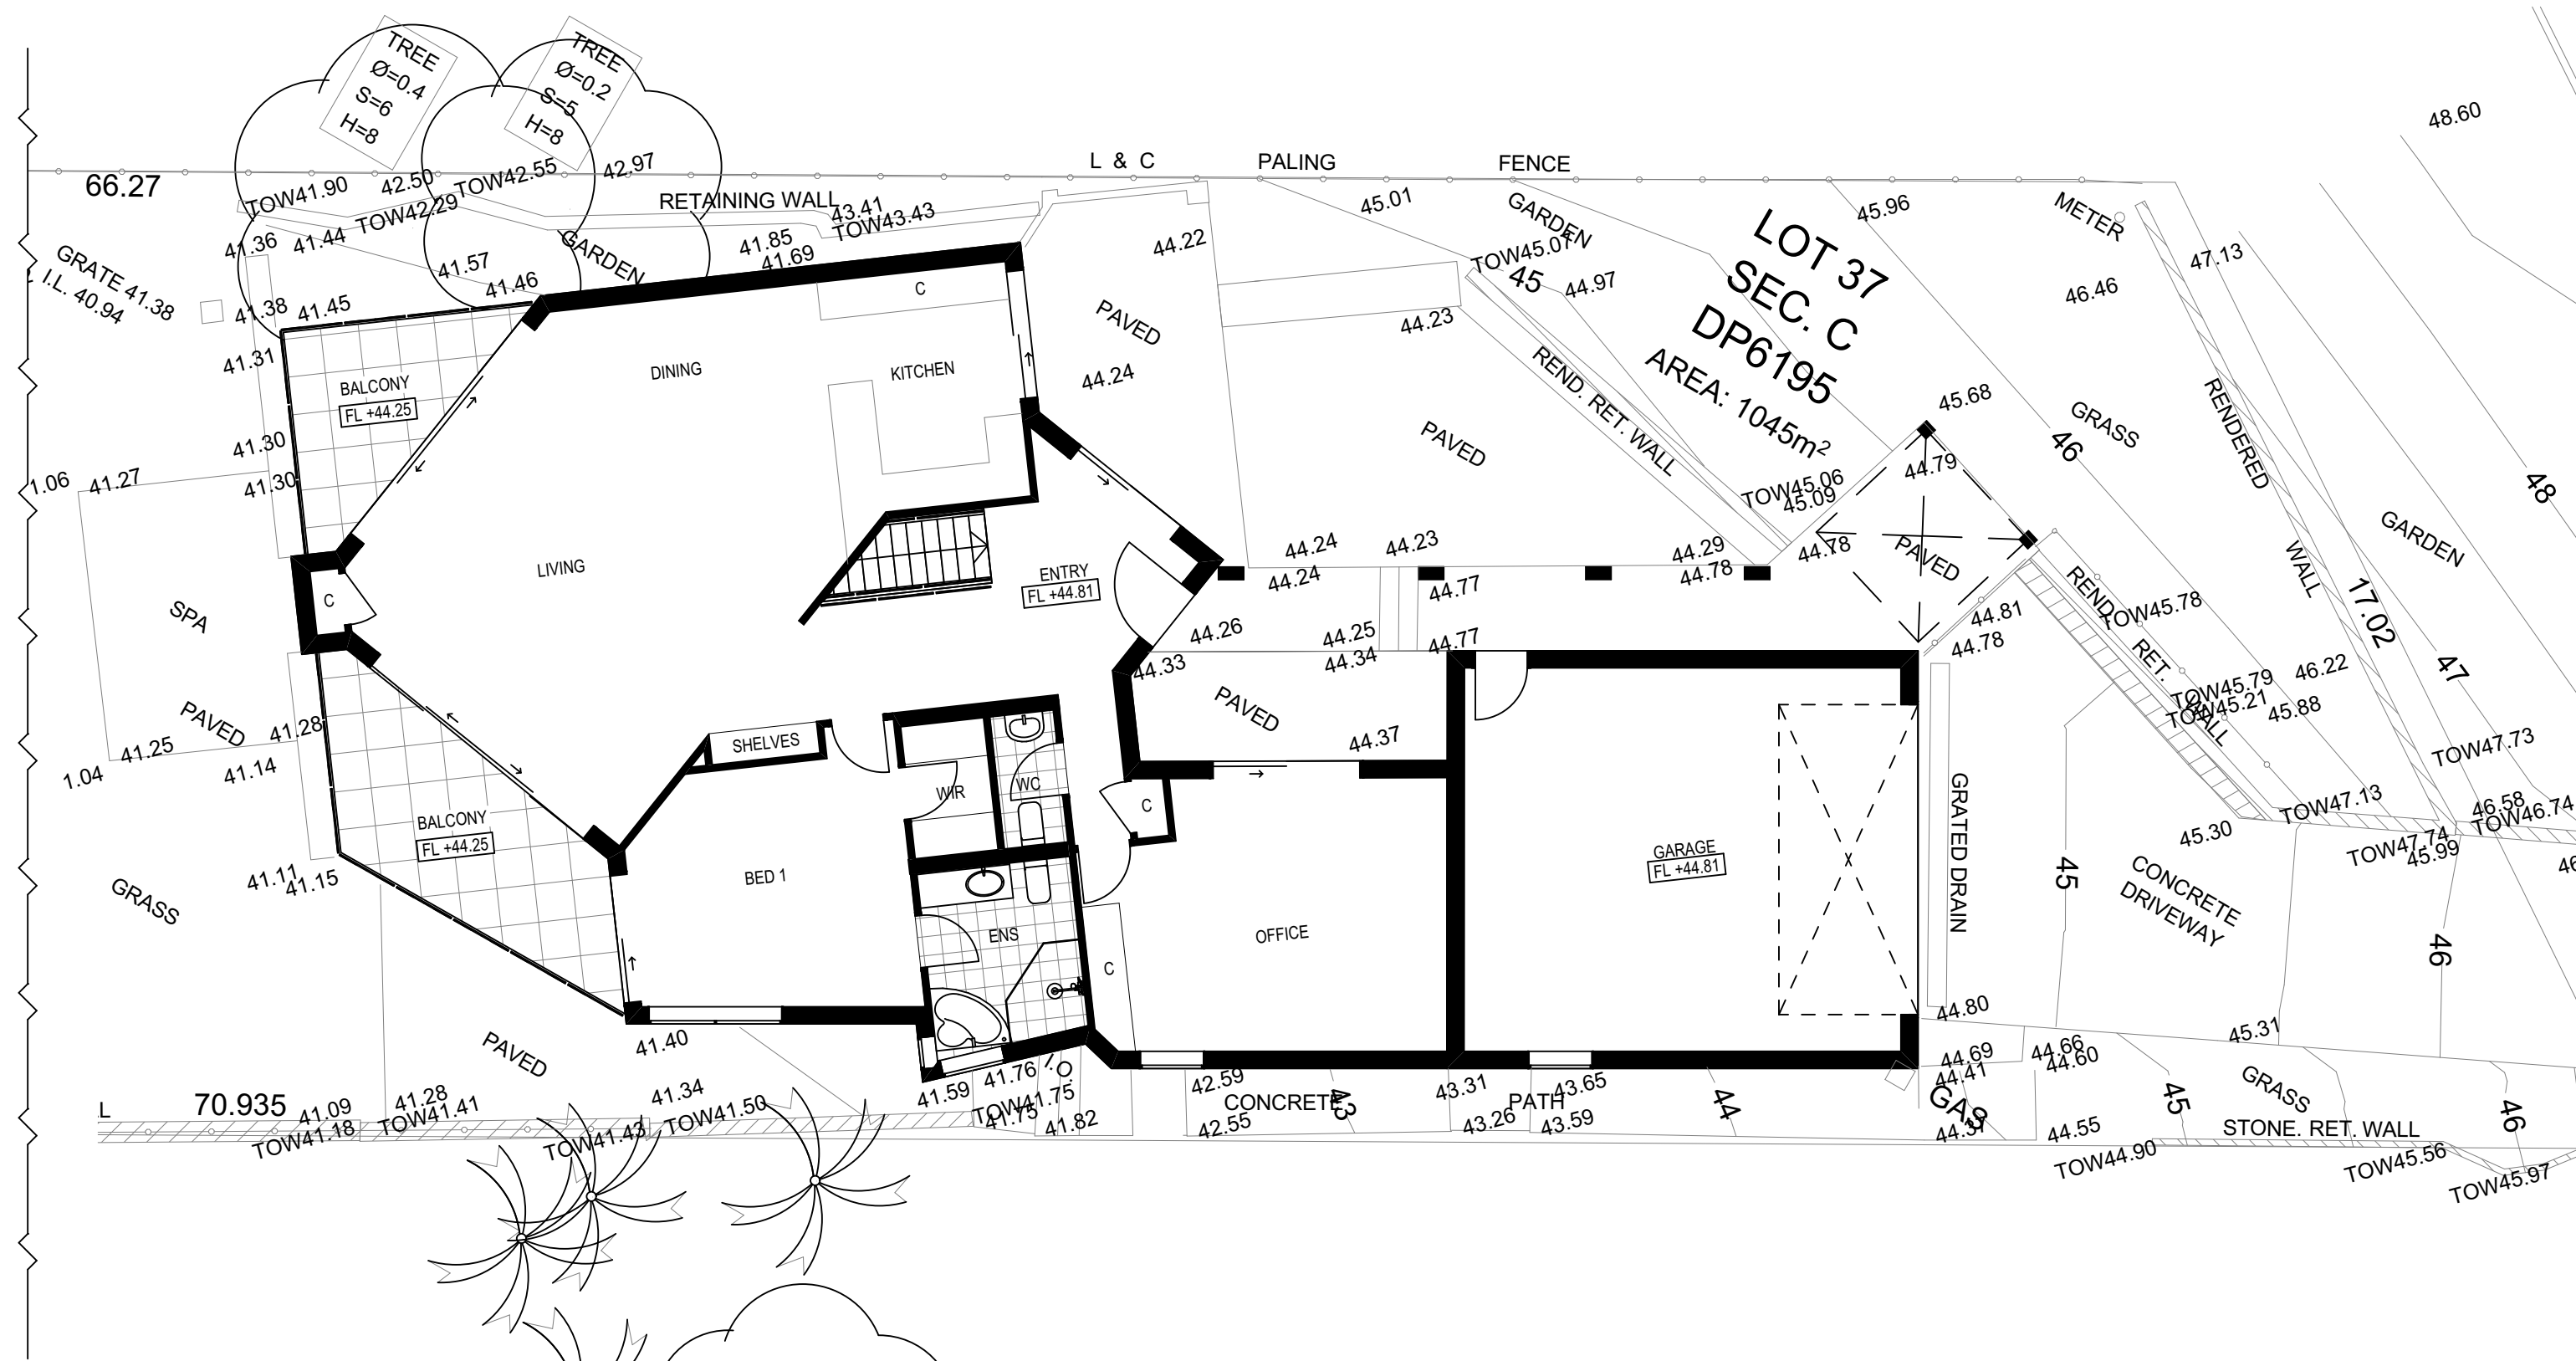 TREE
Ø=0.4
S=6
H=8
TREE
Ø=0.2
S=5
H=8
48.60
66.27
TOW41.90
42.50
TOW42.55
42.97
TOW42.29
L & C PALING FENCE
RETAINING WALL
43.41
TOW43.43
45.01
GARDEN
45.96
METER
47.13
46.46
GRATE 41.38
I.L. 40.94
41.36
41.44
41.57
41.46
GARDEN
41.85
41.69
44.22
TOW45.07
45
44.97
LOT 37
SEC. C
DP6195
AREA: 1045m²
41.38
41.45
41.31
C
PAVED
44.23
44.24
REND. RET. WALL
45.68
GRASS
46
RENDERED
WALL
48
GARDEN
BALCONY
FL +44.25
DINING
KITCHEN
PAVED
41.30
41.30
1.06
41.27
TOW45.06
45.09
44.79
44.78
PAVED
LIVING
C
SPA
ENTRY
FL +44.81
44.24
44.23
44.29
44.24
44.77
44.78
44.26
44.25
44.77
44.33
44.34
44.81
44.78
REND.
RET.
WALL
TOW45.78
17.02
47
46.22
TOW45.79
TOW45.21
45.88
PAVED
41.28
41.25
1.04
41.14
PAVED
44.37
SHELVES
WIR
WC
C
TOW47.73
TOW47.13
46.58
TOW46.74
45.30
TOW47.74
45.99
BALCONY
FL +44.25
41.11
41.15
GRASS
BED 1
ENS
C
OFFICE
GARAGE
FL +44.81
GRATED DRAIN
45
CONCRETE
DRIVEWAY
46
PAVED
41.40
44.80
45.31
44.69
44.41
44.66
44.60
GAS
44.37
44.55
45
GRASS
46
STONE. RET. WALL
TOW44.90
TOW45.56
TOW45.97
L
70.935
41.09
TOW41.18
41.28
TOW41.41
41.34
TOW41.43
TOW41.50
41.59
41.76
I.O.
TOW41.75
41.75
41.82
42.59
42.55
CONCRETE PATH
43
43.31
43.26
43.65
43.59
44